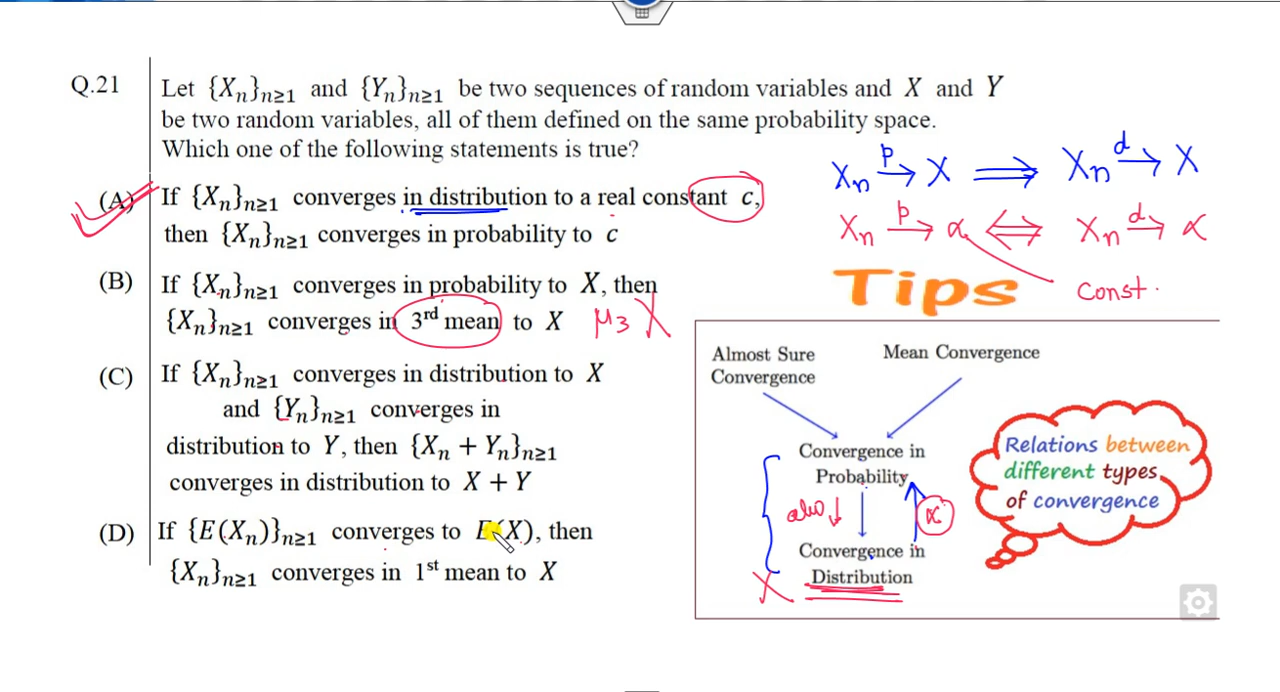 Q.21 Let {Xₙ}ₙ≥₁ and {Yₙ}ₙ≥₁ be two sequences of random variables and X and Y
be two random variables, all of them defined on the same probability space.
Which one of the following statements is true?
(A) If {Xₙ}ₙ≥₁ converges in distribution to a real constant c,
then {Xₙ}ₙ≥₁ converges in probability to c
(B) If {Xₙ}ₙ≥₁ converges in probability to X, then
{Xₙ}ₙ≥₁ converges in 3ʳᵈ mean to X μ₃ X
(C) If {Xₙ}ₙ≥₁ converges in distribution to X
and {Yₙ}ₙ≥₁ converges in
distribution to Y, then {Xₙ + Yₙ}ₙ≥₁
converges in distribution to X + Y
(D) If {E(Xₙ)}ₙ≥₁ converges to E(X), then
{Xₙ}ₙ≥₁ converges in 1ˢᵗ mean to X
Xₙ →ᵖ X ⟹ Xₙ →ᵈ X
Xₙ →ᵖ α ⟺ Xₙ →ᵈ α
const.
Tips
Almost Sure
Convergence
Mean Convergence
Convergence in
Probability
α
Convergence in
Distribution
X
Relations between
different types
of convergence